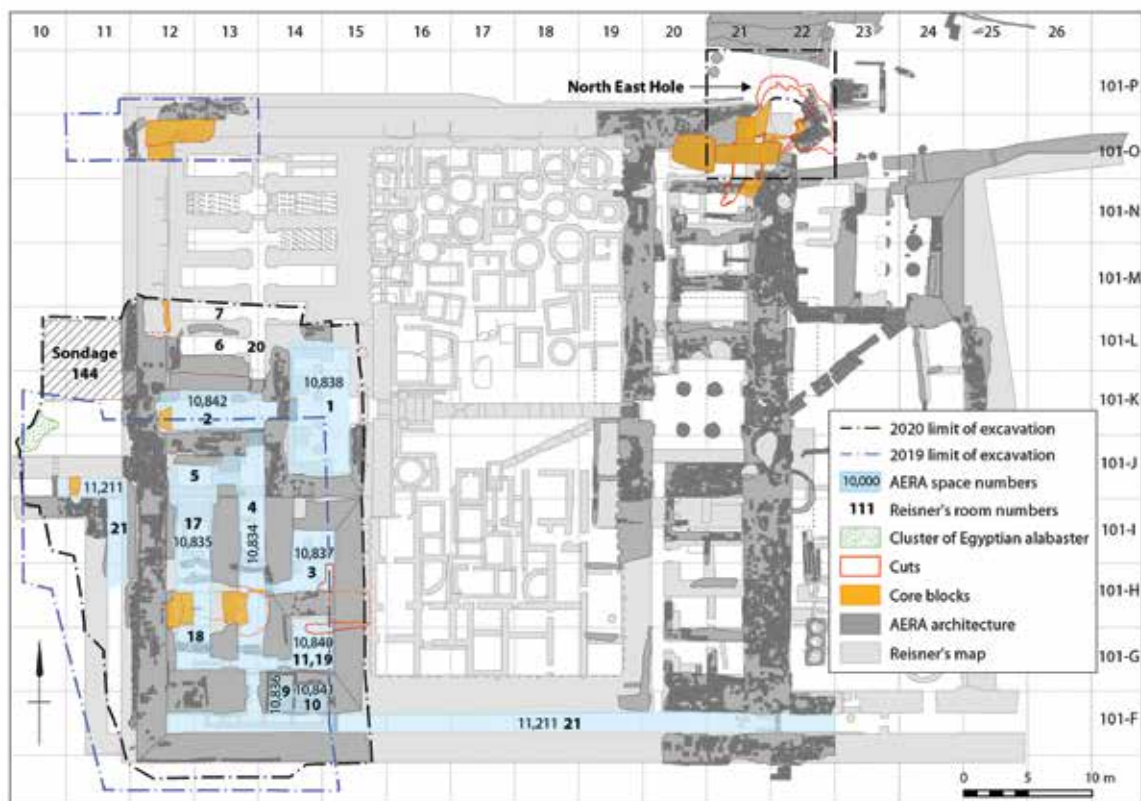 10 11 12 13 14 15 16 17 18 19 20 21 22 23 24 25 26
North East Hole
101-P
101-O
101-N
101-M
7
6
20
101-L
Sondage
144
10,838
10,842
1
2
101-K
5
4
101-J
11,211
21
17
10,835
10,834
10,837
3
101-I
101-H
18
10,840
11,19
101-G
10,836
9
10,841
10
11,211 21
101-F
2020 limit of excavation
2019 limit of excavation
10,000 AERA space numbers
111 Reisner's room numbers
Cluster of Egyptian alabaster
Cuts
Core blocks
AERA architecture
Reisner's map
0 5 10 m